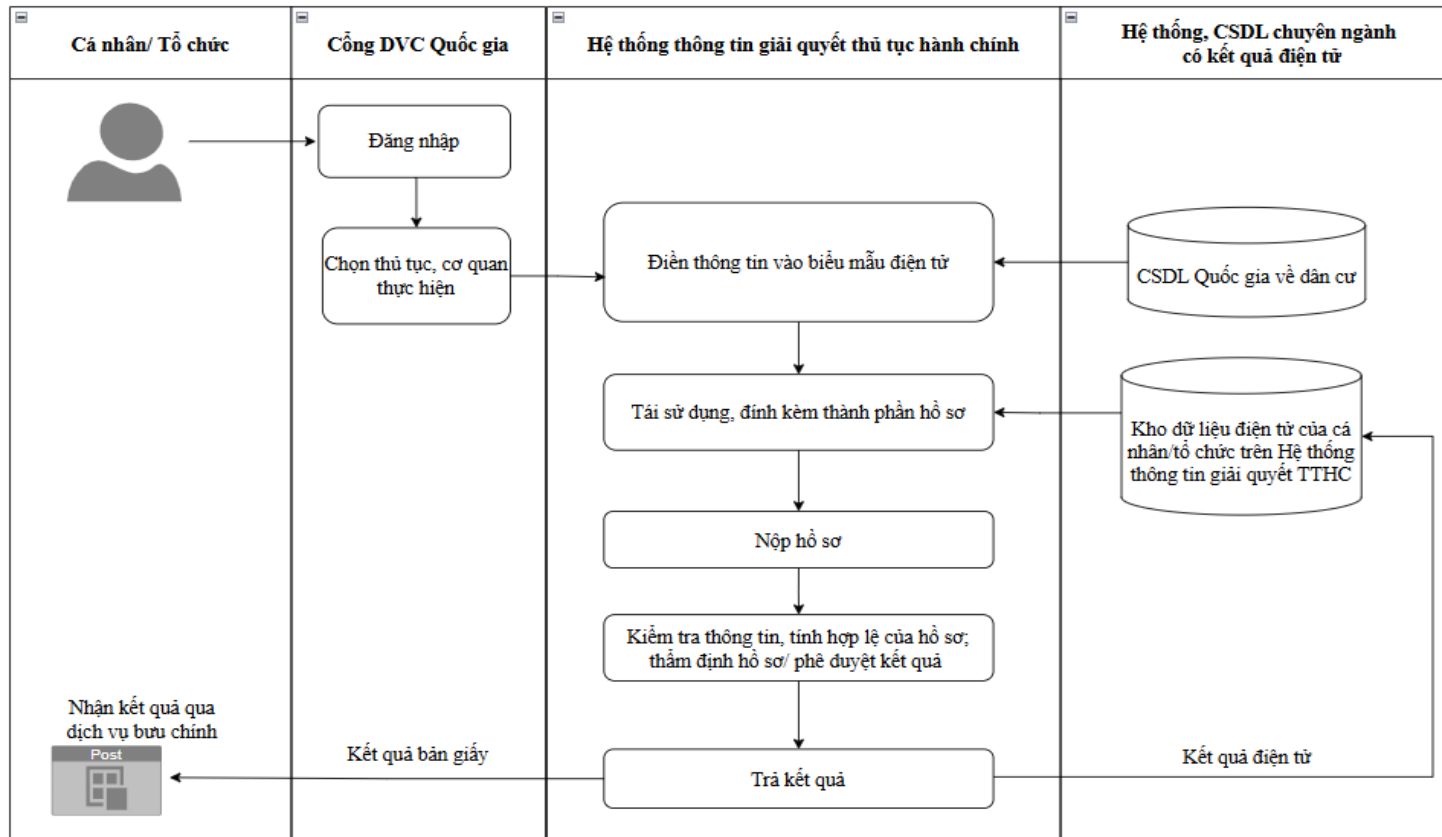 Cá nhân/ Tổ chức
Cổng DVC Quốc gia
Hệ thống thông tin giải quyết thủ tục hành chính
Hệ thống, CSDL chuyên ngành
có kết quả điện tử
Đăng nhập
Chọn thủ tục, cơ quan
thực hiện
Điền thông tin vào biểu mẫu điện tử
CSDL Quốc gia về dân cư
Tái sử dụng, đính kèm thành phần hồ sơ
Kho dữ liệu điện tử của cá
nhân/tổ chức trên Hệ thống
thông tin giải quyết TTHC
Nộp hồ sơ
Kiểm tra thông tin, tính hợp lệ của hồ sơ;
thẩm định hồ sơ/ phê duyệt kết quả
Nhận kết quả qua
dịch vụ bưu chính
Post
Kết quả bản giấy
Trả kết quả
Kết quả điện tử